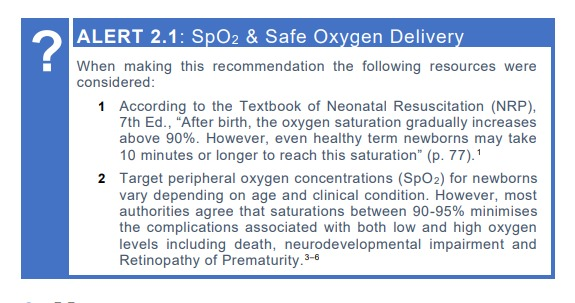 ?
ALERT 2.1: SpO₂ & Safe Oxygen Delivery
When making this recommendation the following resources were
considered:
1 According to the Textbook of Neonatal Resuscitation (NRP),
7th Ed., “After birth, the oxygen saturation gradually increases
above 90%. However, even healthy term newborns may take
10 minutes or longer to reach this saturation” (p. 77).¹
2 Target peripheral oxygen concentrations (SpO₂) for newborns
vary depending on age and clinical condition. However, most
authorities agree that saturations between 90-95% minimises
the complications associated with both low and high oxygen
levels including death, neurodevelopmental impairment and
Retinopathy of Prematurity.³⁻⁶